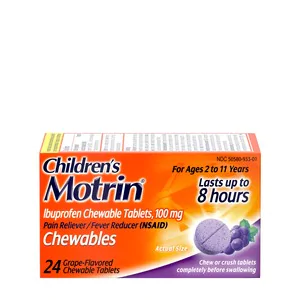 NDC 50580-933-01
Children's
Motrin®
For Ages 2 to 11 Years
Lasts up to
8 hours
Ibuprofen Chewable Tablets, 100 mg
Pain Reliever / Fever Reducer (NSAID)
Chewables
Actual Size
24 Grape-Flavored
Chewable Tablets
Chew or crush tablets
completely before swallowing